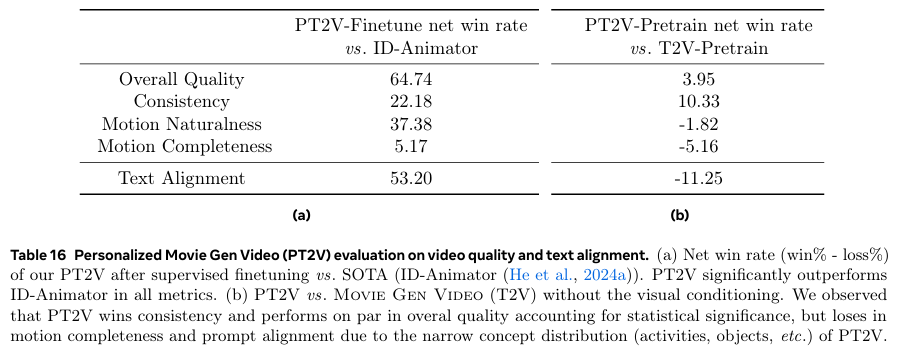 PT2V-Finetune net win rate PT2V-Pretrain net win rate
vs. ID-Animator vs. T2V-Pretrain
Overall Quality 64.74 3.95
Consistency 22.18 10.33
Motion Naturalness 37.38 -1.82
Motion Completeness 5.17 -5.16
Text Alignment 53.20 -11.25
(a) (b)
Table 16 Personalized Movie Gen Video (PT2V) evaluation on video quality and text alignment. (a) Net win rate (win% - loss%)
of our PT2V after supervised finetuning vs. SOTA (ID-Animator (He et al., 2024a)). PT2V significantly outperforms
ID-Animator in all metrics. (b) PT2V vs. Movie Gen Video (T2V) without the visual conditioning. We observed
that PT2V wins consistency and performs on par in overal quality accounting for statistical significance, but loses in
motion completeness and prompt alignment due to the narrow concept distribution (activities, objects, etc.) of PT2V.